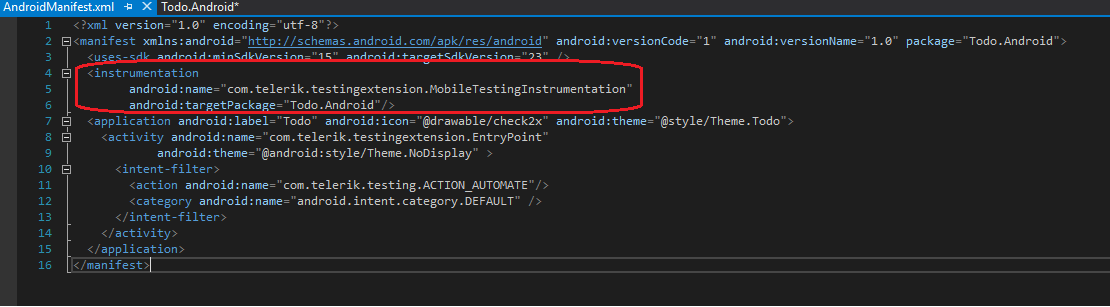 AndroidManifest.xml Todo.Android*
1 <?xml version="1.0" encoding="utf-8"?>
2 <manifest xmlns:android="http://schemas.android.com/apk/res/android" android:versionCode="1" android:versionName="1.0" package="Todo.Android">
3 <uses-sdk android:minSdkVersion="15" android:targetSdkVersion="23" />
4 <instrumentation
5 android:name="com.telerik.testingextension.MobileTestingInstrumentation"
6 android:targetPackage="Todo.Android"/>
7 <application android:label="Todo" android:icon="@drawable/check2x" android:theme="@style/Theme.Todo">
8 <activity android:name="com.telerik.testingextension.EntryPoint"
9 android:theme="@android:style/Theme.NoDisplay" >
10 <intent-filter>
11 <action android:name="com.telerik.testing.ACTION_AUTOMATE"/>
12 <category android:name="android.intent.category.DEFAULT" />
13 </intent-filter>
14 </activity>
15 </application>
16 </manifest>